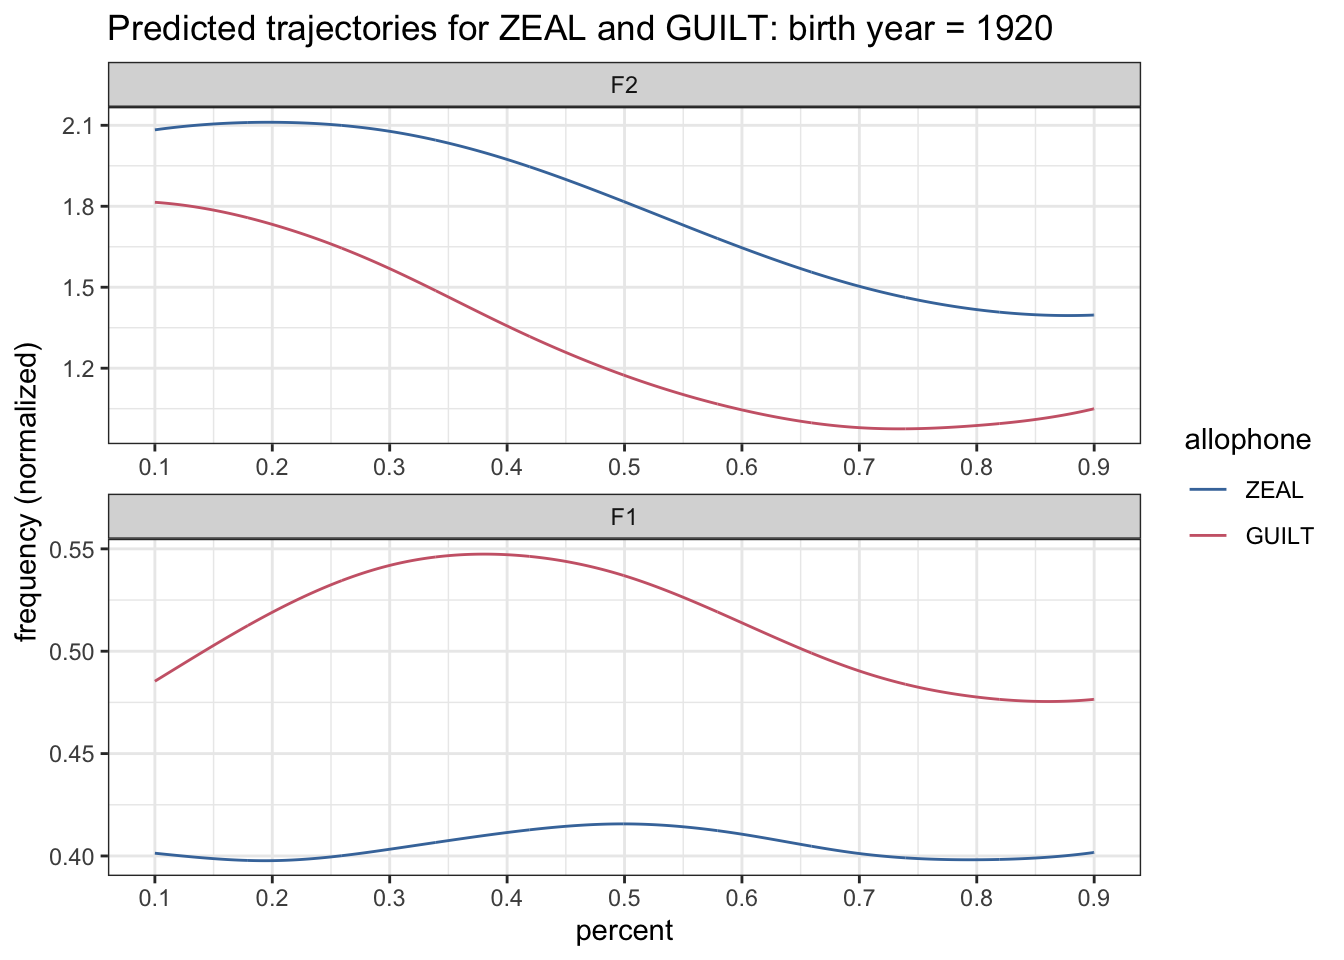 Predicted trajectories for ZEAL and GUILT: birth year = 1920
F2
2.1
1.8
1.5
1.2
0.1 0.2 0.3 0.4 0.5 0.6 0.7 0.8 0.9
frequency (normalized)
F1
0.55
0.50
0.45
0.40
0.1 0.2 0.3 0.4 0.5 0.6 0.7 0.8 0.9
percent
allophone
ZEAL
GUILT